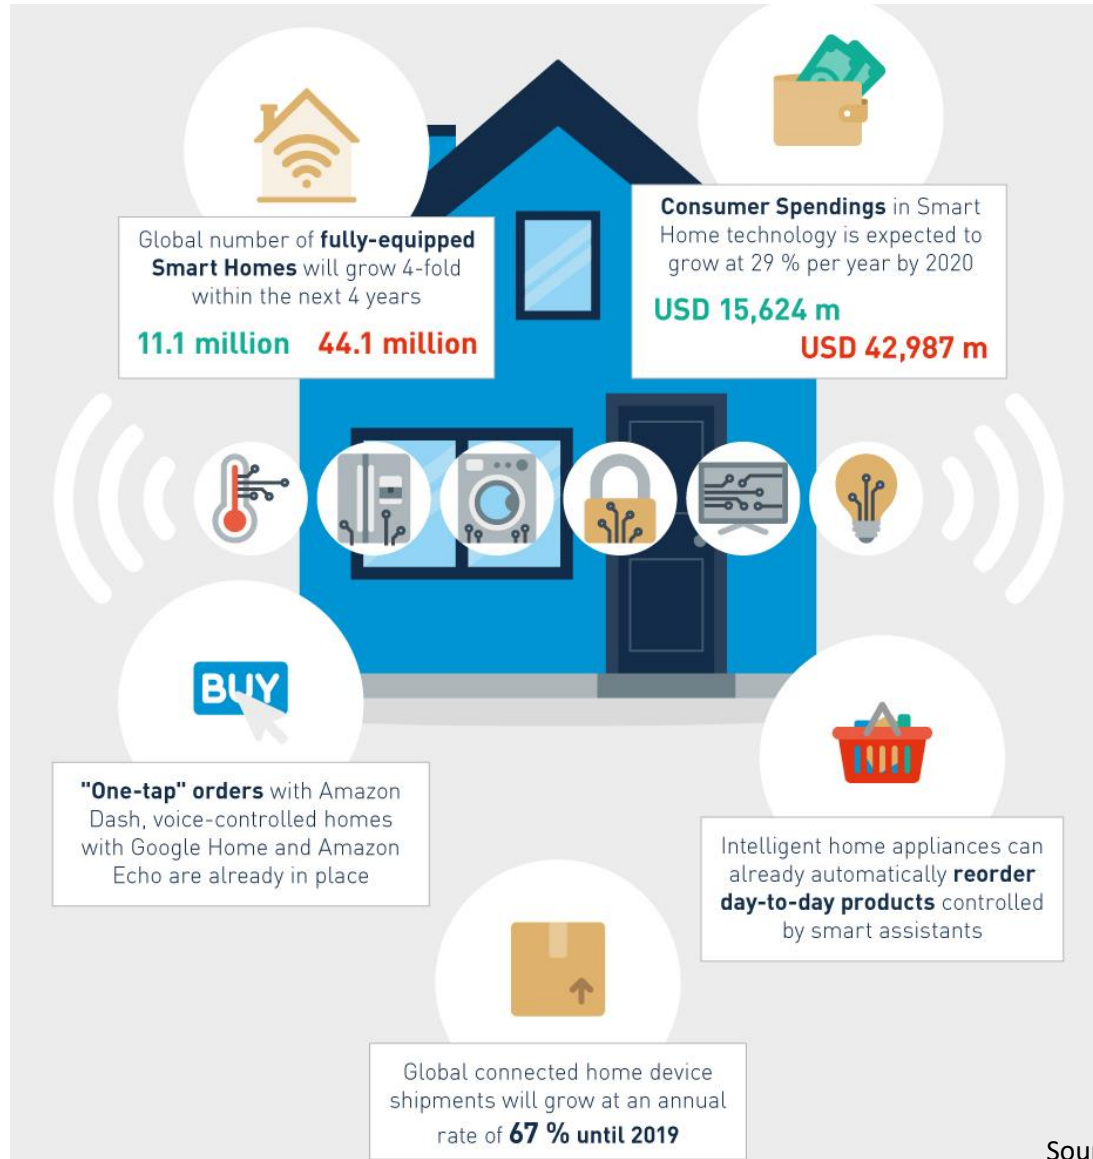 Global number of fully-equipped
Smart Homes will grow 4-fold
within the next 4 years
11.1 million 44.1 million
Consumer Spendings in Smart
Home technology is expected to
grow at 29 % per year by 2020
USD 15,624 m
USD 42,987 m
BUY
"One-tap" orders with Amazon
Dash, voice-controlled homes
with Google Home and Amazon
Echo are already in place
Intelligent home appliances can
already automatically reorder
day-to-day products controlled
by smart assistants
Global connected home device
shipments will grow at an annual
rate of 67 % until 2019